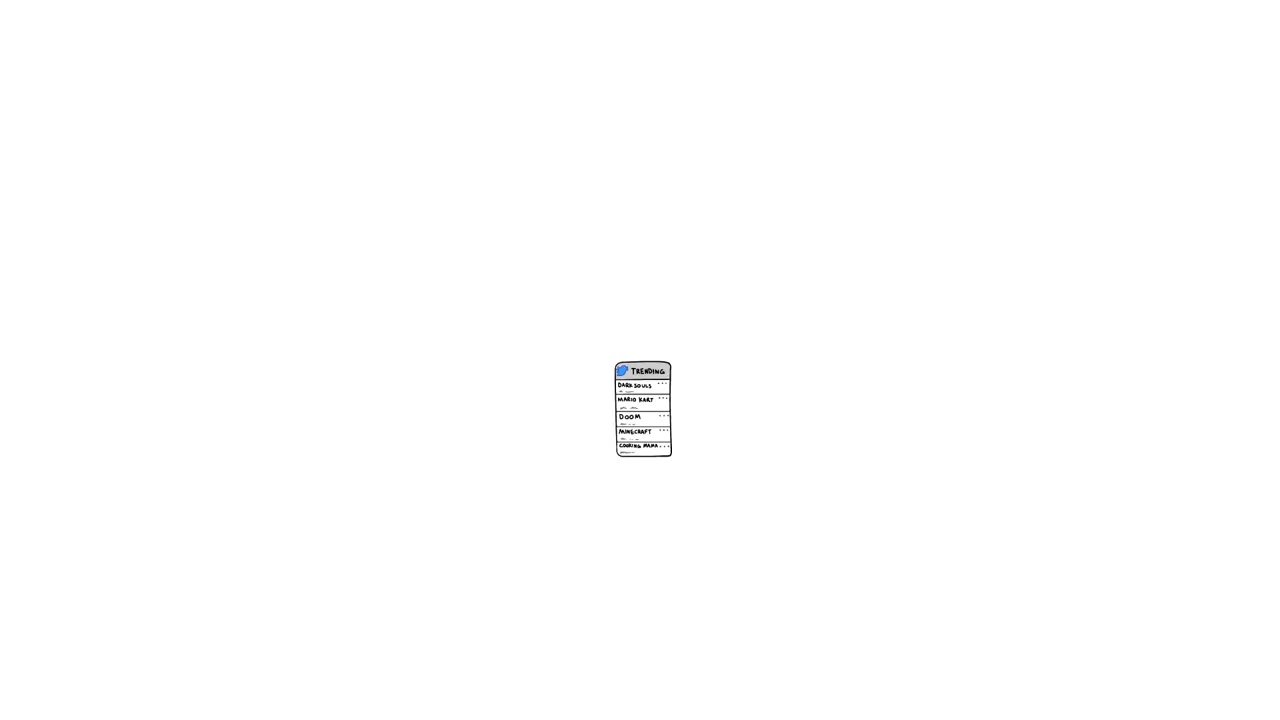 TRENDING
DARK SOULS
MARIO KART
DOOM
MINECRAFT
COOKING MAMA